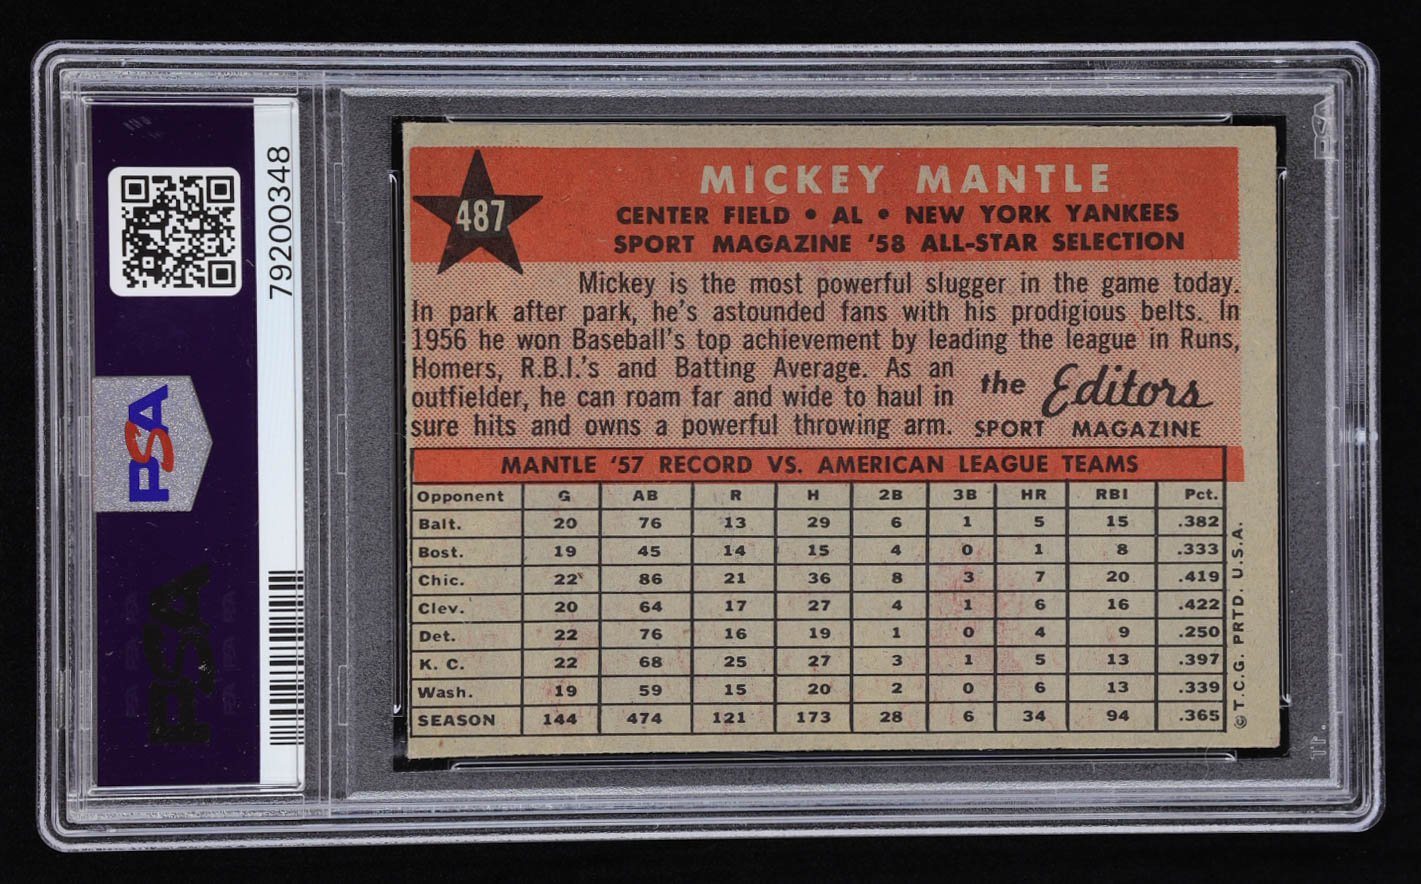 79200348
PSA
PSA
487
MICKEY MANTLE
CENTER FIELD • AL • NEW YORK YANKEES
SPORT MAGAZINE '58 ALL-STAR SELECTION
Mickey is the most powerful slugger in the game today.
In park after park, he's astounded fans with his prodigious belts. In
1956 he won Baseball's top achievement by leading the league in Runs,
Homers, R.B.I.'s and Batting Average. As an
outfielder, he can roam far and wide to haul in
sure hits and owns a powerful throwing arm.
the Editors
SPORT MAGAZINE
MANTLE '57 RECORD VS. AMERICAN LEAGUE TEAMS
Opponent G AB R H 2B 3B HR RBI Pct.
Balt. 20 76 13 29 6 1 5 15 .382
Bost. 19 45 14 15 4 0 1 8 .333
Chic. 22 86 21 36 8 3 7 20 .419
Clev. 20 64 17 27 4 1 6 16 .422
Det. 22 76 16 19 1 0 4 9 .250
K. C. 22 68 25 27 3 1 5 13 .397
Wash. 19 59 15 20 2 0 6 13 .339
SEASON 144 474 121 173 28 6 34 94 .365
© T.C.G. PRTD. U.S.A.
PSA